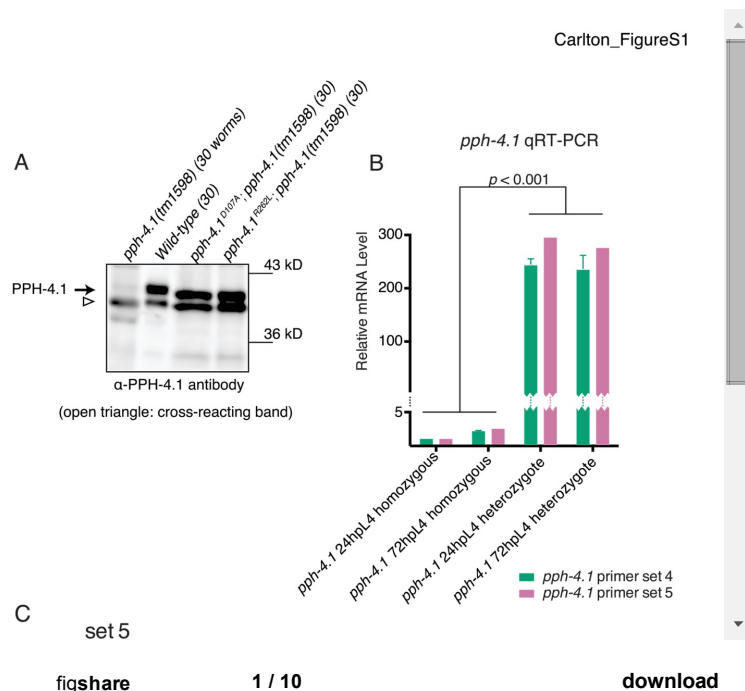 Carlton_FigureS1
A
pph-4.1(tm1598) (30 worms)
Wild-type (30)
pph-4.1D107A; pph-4.1(tm1598) (30)
pph-4.1R262L; pph-4.1(tm1598) (30)
43 kD
PPH-4.1
36 kD
α-PPH-4.1 antibody
(open triangle: cross-reacting band)
B
pph-4.1 qRT-PCR
p < 0.001
Relative mRNA Level
300
200
100
5
pph-4.1 24hpL4 homozygous
pph-4.1 72hpL4 homozygous
pph-4.1 24hpL4 heterozygote
pph-4.1 72hpL4 heterozygote
pph-4.1 primer set 4
pph-4.1 primer set 5
C
set 5
figshare
1 / 10
download